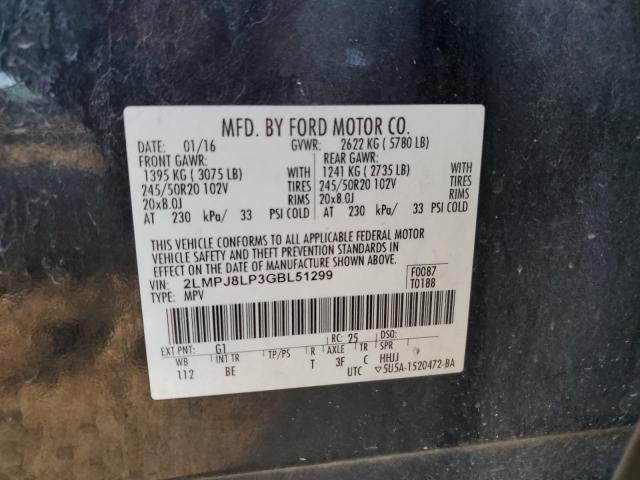 MFD. BY FORD MOTOR CO.
DATE: 01/16 GVWR: 2622 KG ( 5780 LB)
FRONT GAWR: REAR GAWR:
1395 KG ( 3075 LB) WITH 1241 KG ( 2735 LB) WITH
245/50R20 102V TIRES 245/50R20 102V TIRES
20x8.0J RIMS 20x8.0J RIMS
AT 230 kPa/ 33 PSI COLD AT 230 kPa/ 33 PSI COLD
THIS VEHICLE CONFORMS TO ALL APPLICABLE FEDERAL MOTOR
VEHICLE SAFETY AND THEFT PREVENTION STANDARDS IN
EFFECT ON THE DATE OF MANUFACTURE SHOWN ABOVE.
VIN: 2LMPJ8LP3GBL51299 F0087
TYPE: MPV T0188
EXT PNT: G1 RC: 25 DSO:
WB INT TR TP/PS R AXLE TR SPR
112 BE T 3F C HHJJ
UTC ▽5U5A-1520472-BA